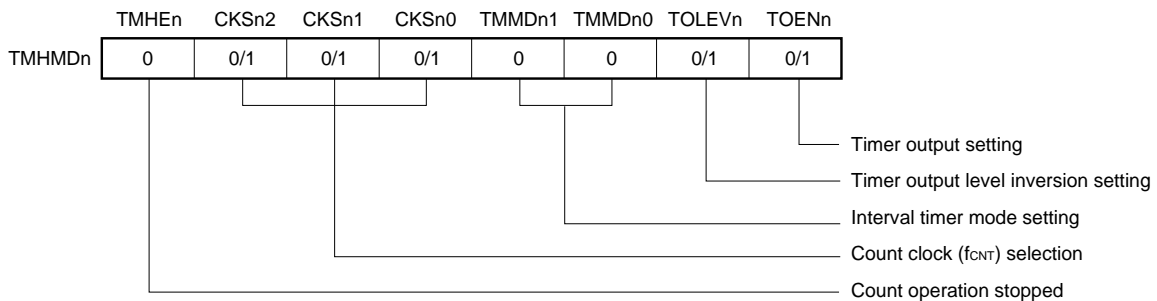 TMHEn CKSn2 CKSn1 CKSn0 TMMDn1 TMMDn0 TOLEVn TOENn
TMHMDn 0 0/1 0/1 0/1 0 0 0/1 0/1
Timer output setting
Timer output level inversion setting
Interval timer mode setting
Count clock (fCNT) selection
Count operation stopped